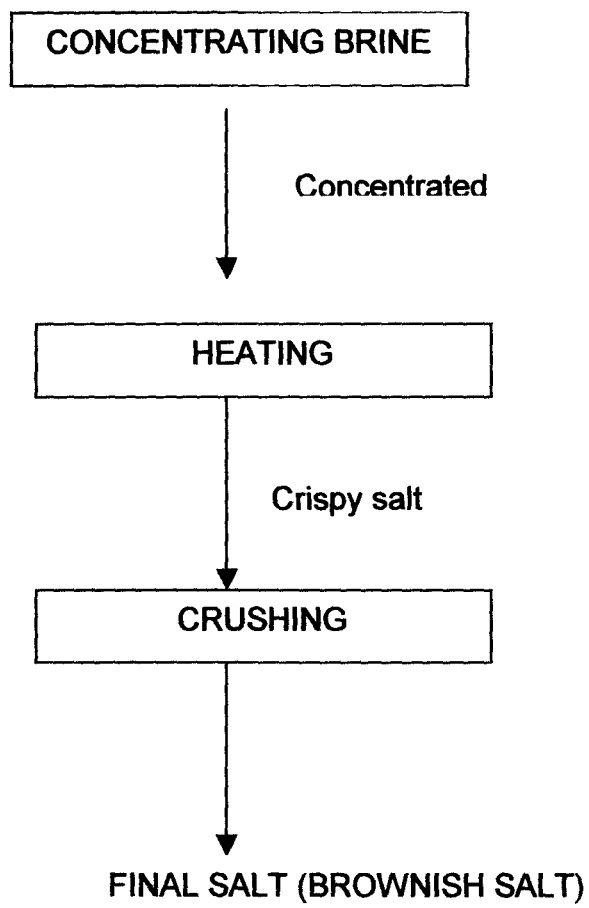 CONCENTRATING BRINE
Concentrated
HEATING
Crispy salt
CRUSHING
FINAL SALT (BROWNISH SALT)